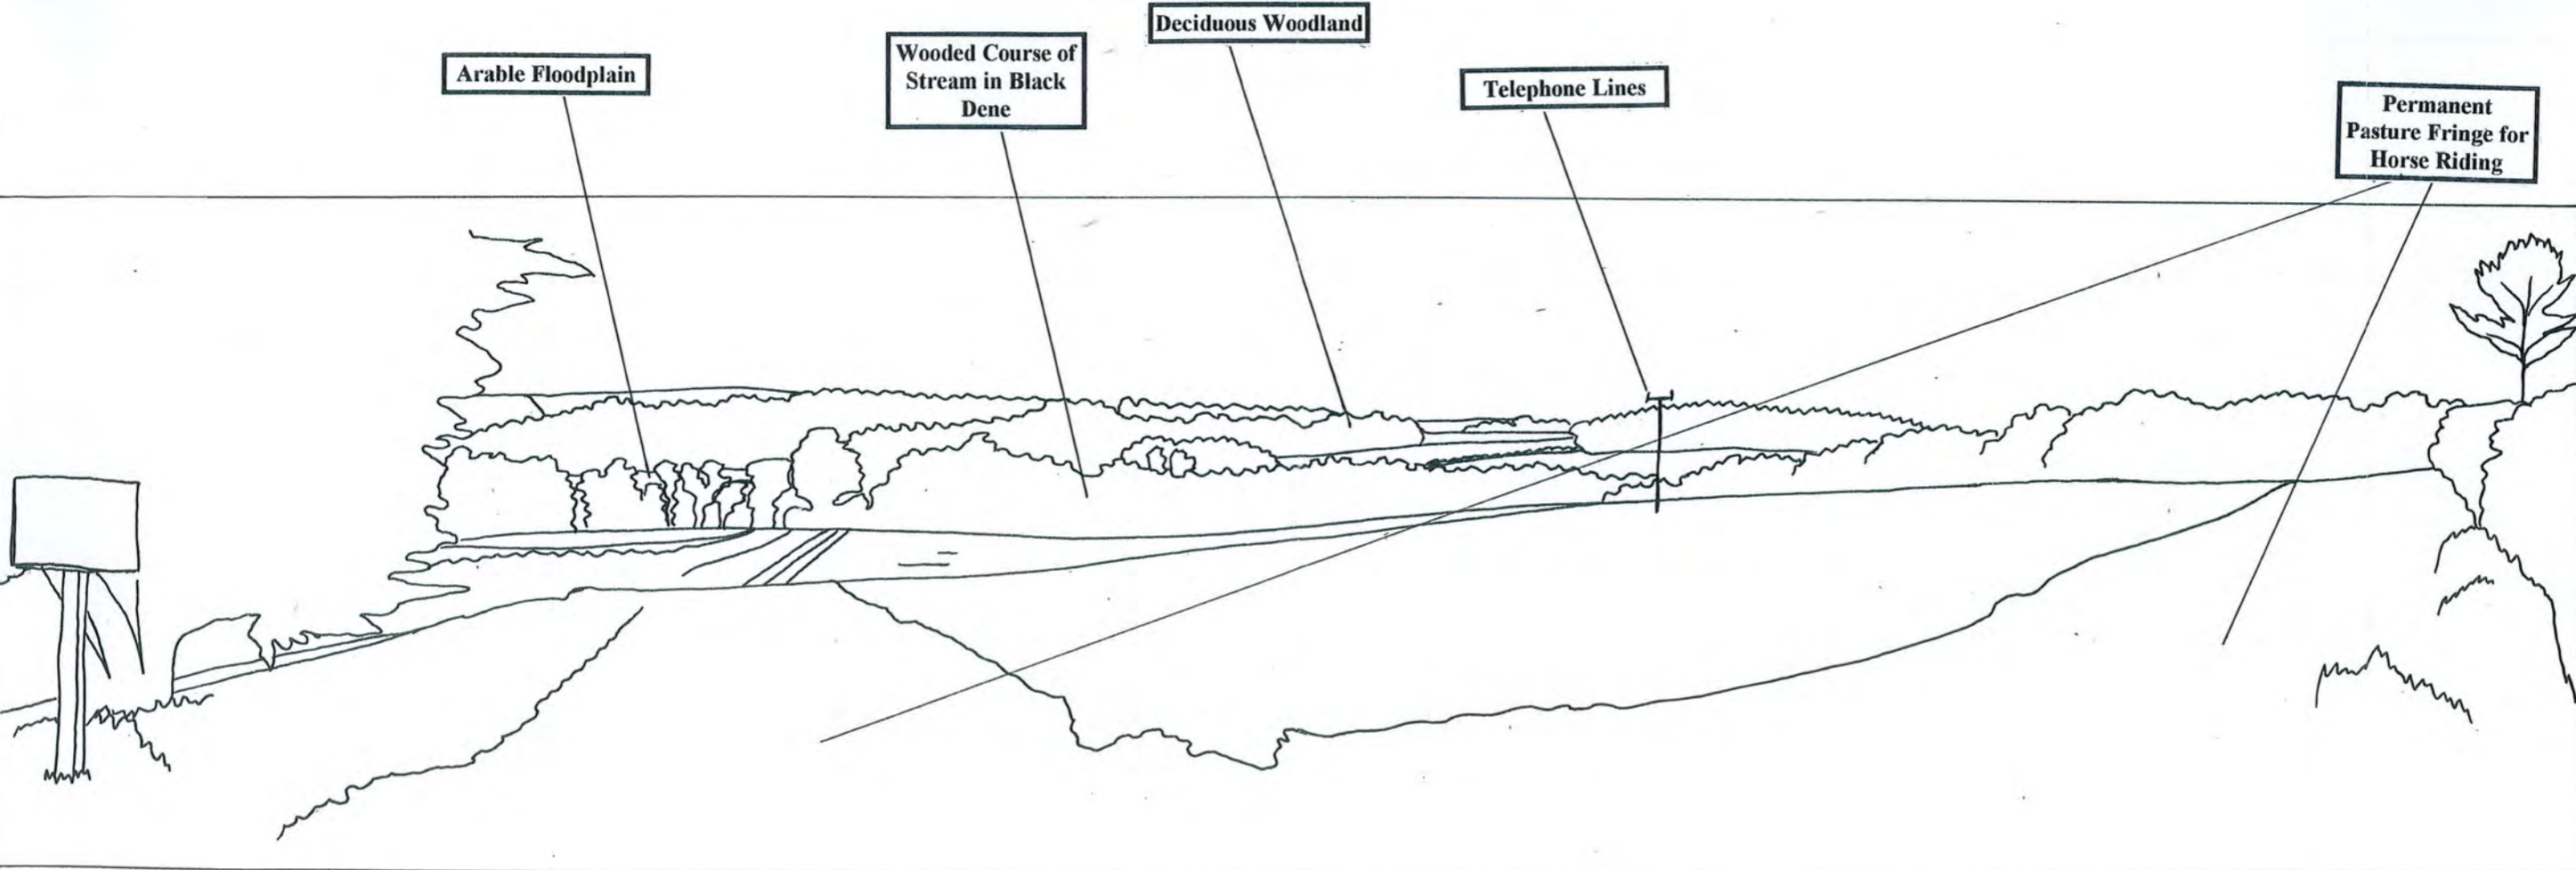 Arable Floodplain
Wooded Course of
Stream in Black
Dene
Deciduous Woodland
Telephone Lines
Permanent
Pasture Fringe for
Horse Riding